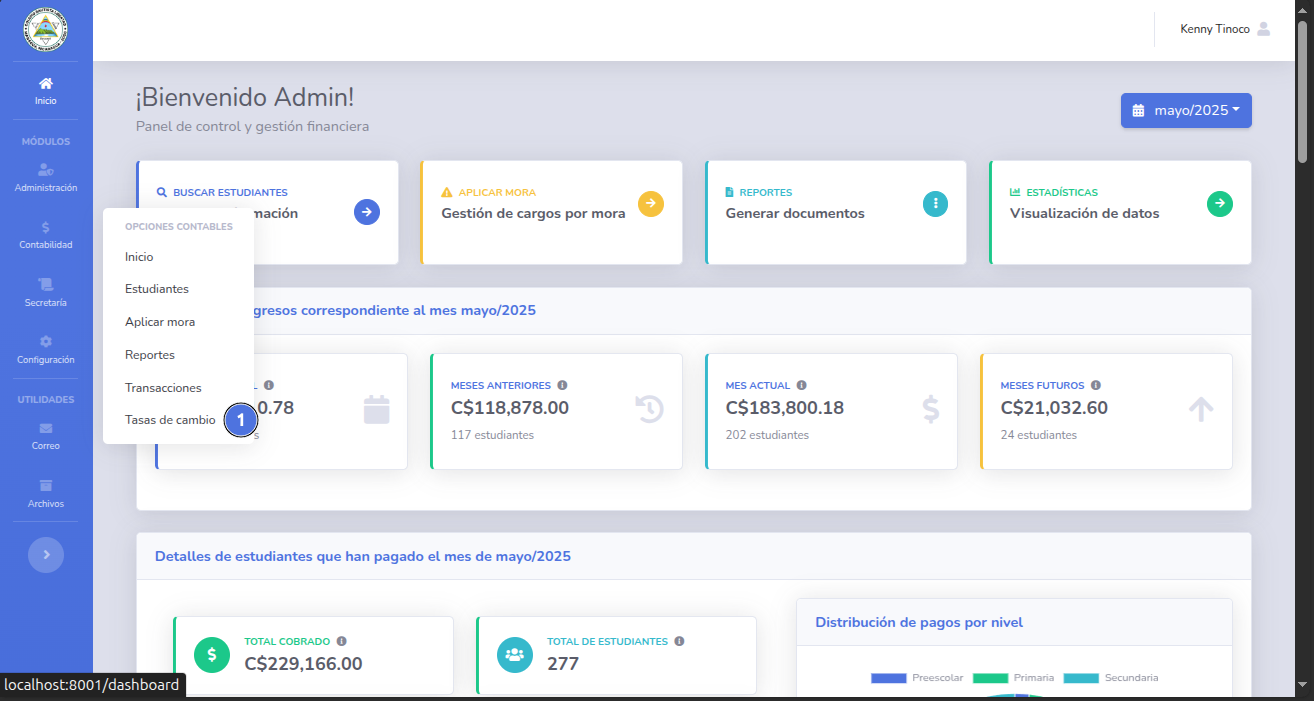 Kenny Tinoco
Inicio
MÓDULOS
Administración
Contabilidad
Secretaría
Configuración
UTILIDADES
Correo
Archivos
¡Bienvenido Admin!
Panel de control y gestión financiera
mayo/2025
BUSCAR ESTUDIANTES
mación
APLICAR MORA
Gestión de cargos por mora
REPORTES
Generar documentos
ESTADÍSTICAS
Visualización de datos
OPCIONES CONTABLES
Inicio
Estudiantes
Aplicar mora
Reportes
Transacciones
Tasas de cambio
1
gresos correspondiente al mes mayo/2025
L
0.78
s
MESES ANTERIORES
C$118,878.00
117 estudiantes
MES ACTUAL
C$183,800.18
202 estudiantes
MESES FUTUROS
C$21,032.60
24 estudiantes
Detalles de estudiantes que han pagado el mes de mayo/2025
TOTAL COBRADO
C$229,166.00
TOTAL DE ESTUDIANTES
277
Distribución de pagos por nivel
Preescolar Primaria Secundaria
localhost:8001/dashboard